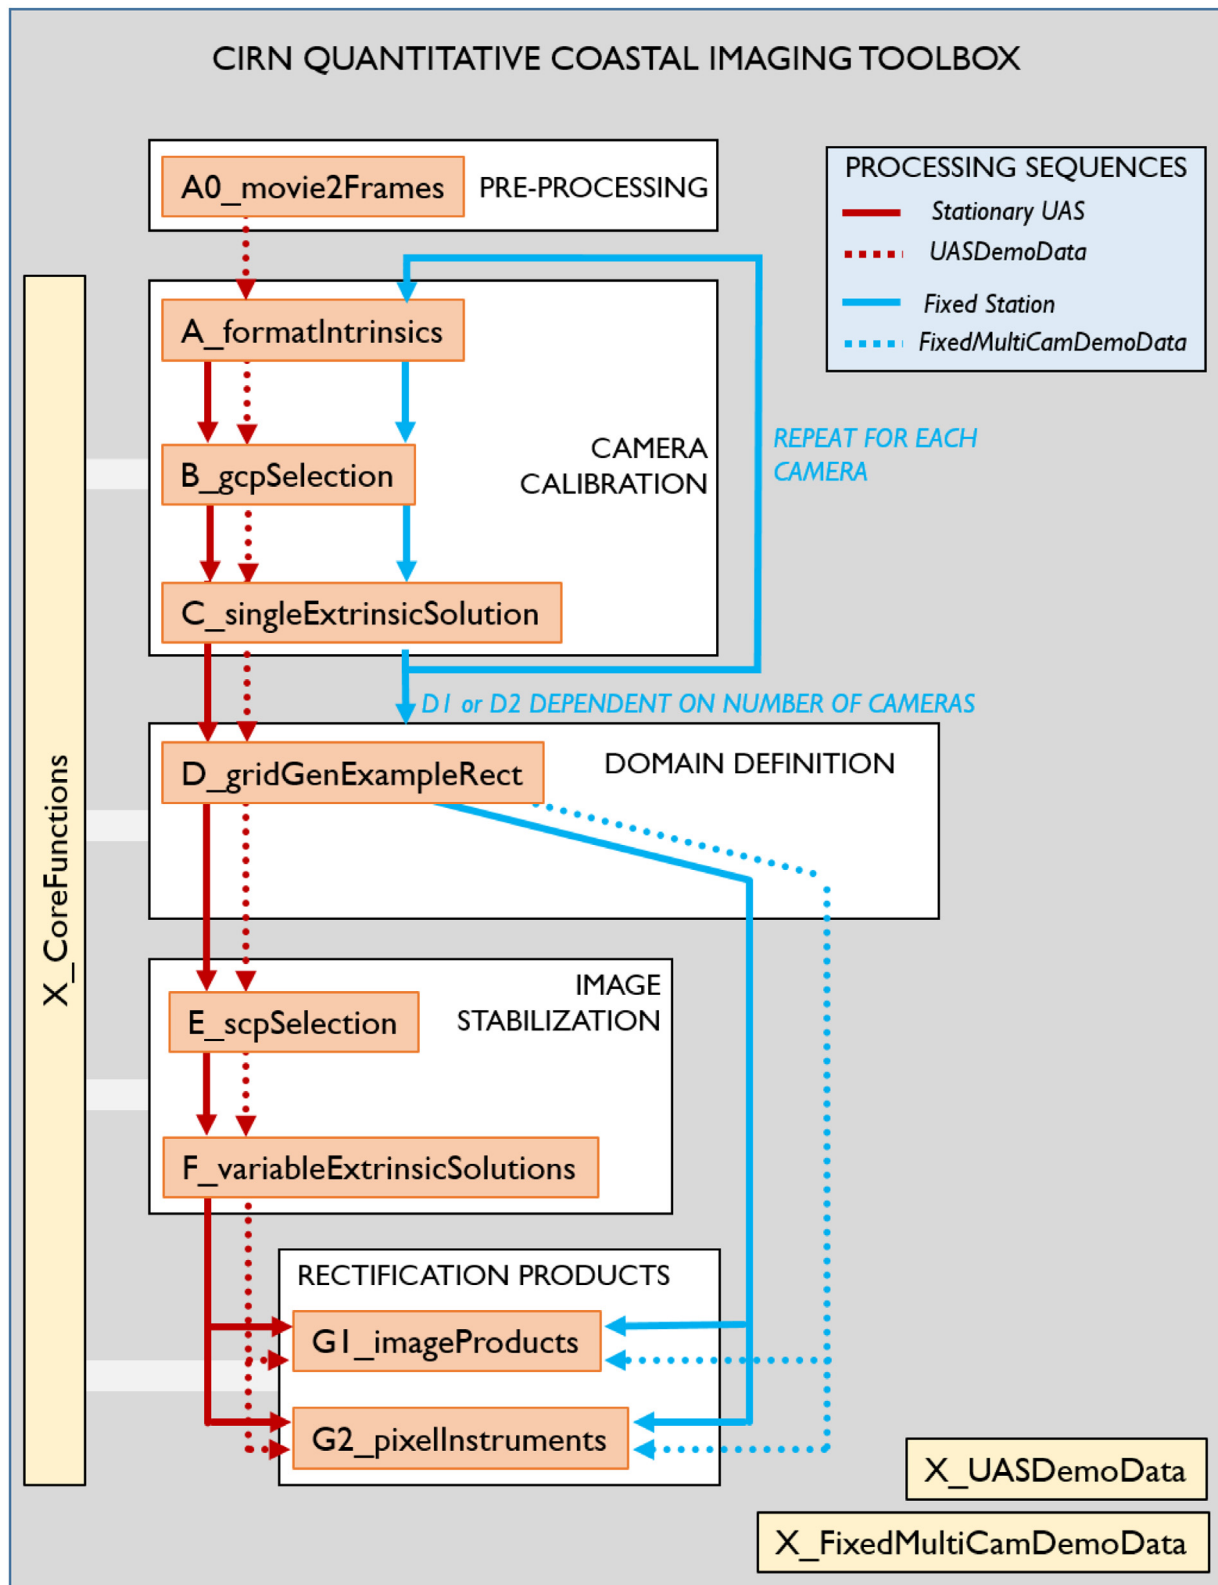 CIRN QUANTITATIVE COASTAL IMAGING TOOLBOX
A0_movie2Frames
PRE-PROCESSING
PROCESSING SEQUENCES
Stationary UAS
UASDemoData
Fixed Station
FixedMultiCamDemoData
A_formatIntrinsics
B_gcpSelection
CAMERA
CALIBRATION
REPEAT FOR EACH
CAMERA
C_singleExtrinsicSolution
D1 or D2 DEPENDENT ON NUMBER OF CAMERAS
D_gridGenExampleRect
DOMAIN DEFINITION
X_CoreFunctions
IMAGE
STABILIZATION
E_scpSelection
F_variableExtrinsicSolutions
RECTIFICATION PRODUCTS
G1_imageProducts
G2_pixelInstruments
X_UASDemoData
X_FixedMultiCamDemoData